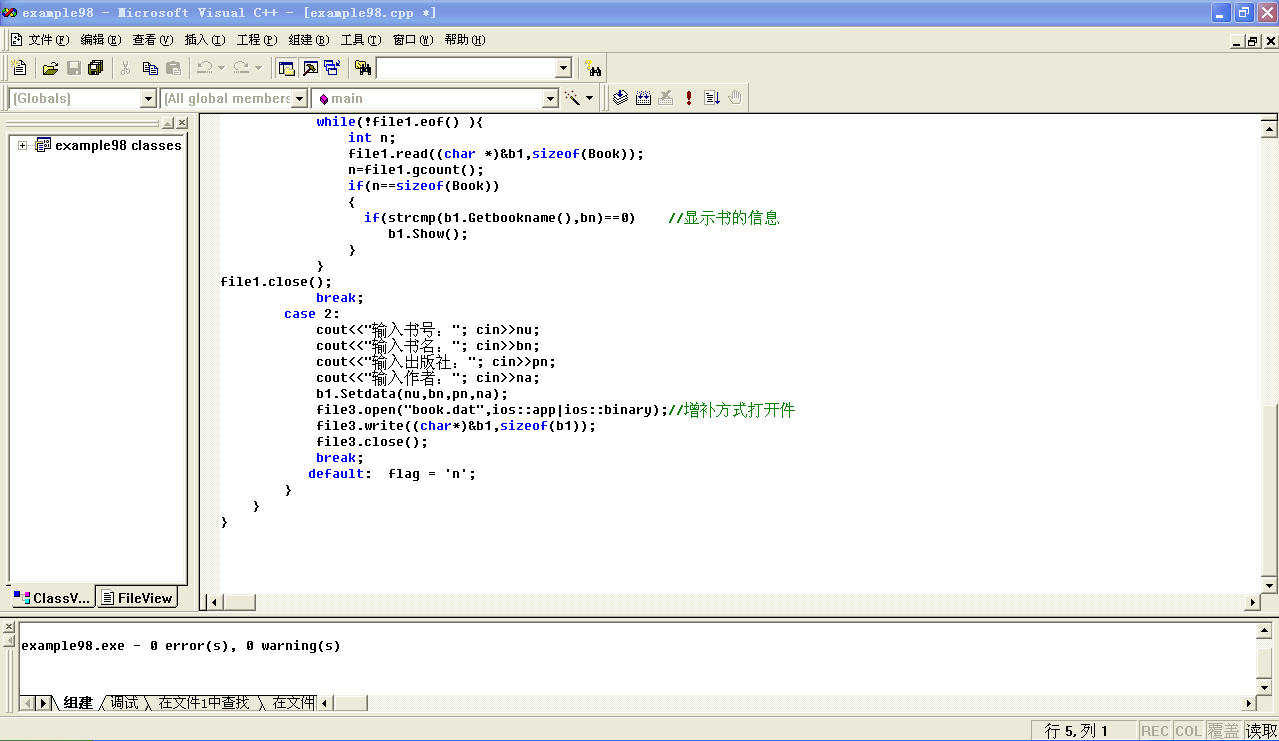 example98 - Microsoft Visual C++ - [example98.cpp *]
文件(F) 编辑(E) 查看(V) 插入(I) 工程(P) 组建(B) 工具(T) 窗口(W) 帮助(H)
(Globals) (All global members main
example98 classes
while(!file1.eof() ){
int n;
file1.read((char *)&b1,sizeof(Book));
n=file1.gcount();
if(n==sizeof(Book))
{
if(strcmp(b1.Getbookname(),bn)==0) //显示书的信息
b1.Show();
}
}
file1.close();
break;
case 2:
cout<<"输入书号："; cin>>nu;
cout<<"输入书名："; cin>>bn;
cout<<"输入出版社："; cin>>pn;
cout<<"输入作者："; cin>>na;
b1.Setdata(nu,bn,pn,na);
file3.open("book.dat",ios::app|ios::binary);//增补方式打开件
file3.write((char*)&b1,sizeof(b1));
file3.close();
break;
default: flag = 'n';
}
}
}
ClassV... FileView
example98.exe - 0 error(s), 0 warning(s)
组建 调试 在文件1中查找 在文件
行 5, 列 1 REC COL 覆盖 读取